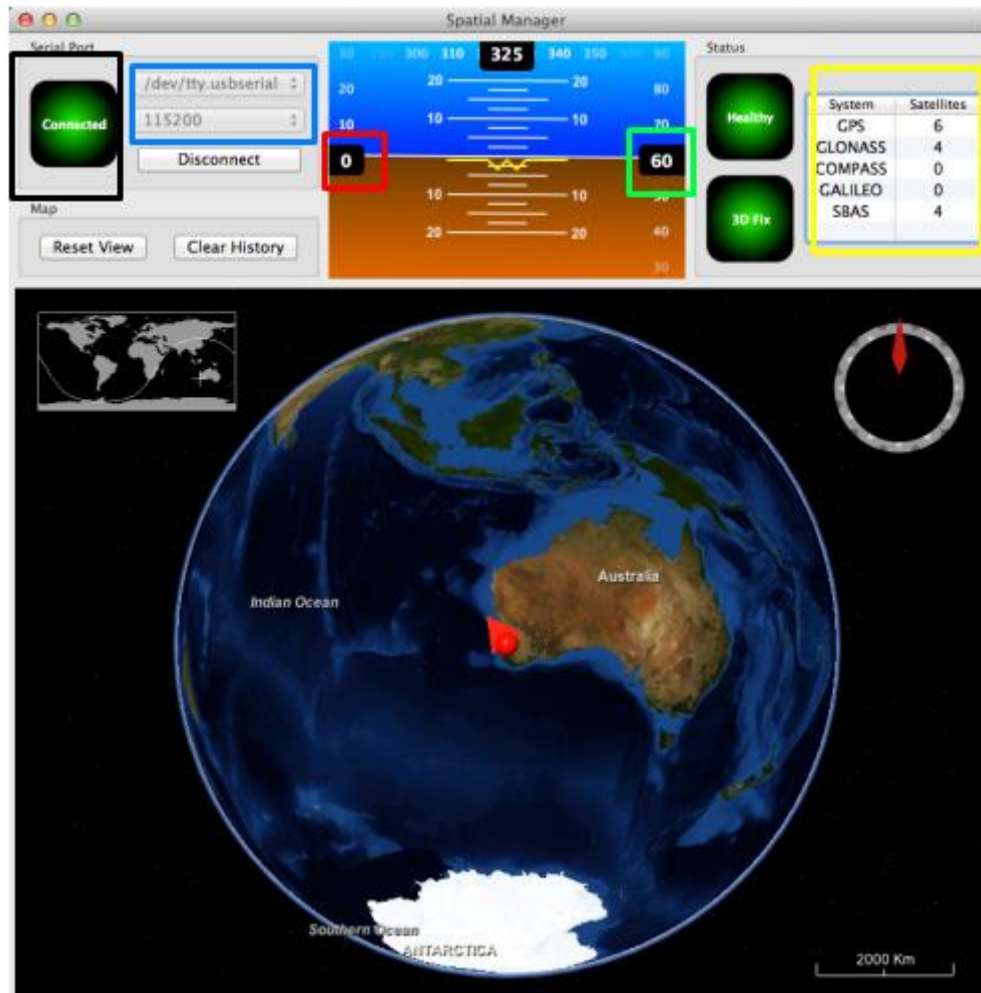 Spatial Manager
Serial Port
Connected
/dev/tty.usbserial
115200
Disconnect
Map
Reset View
Clear History
30 300 310 325 340 350 90
20 20 20 80
10 10 10 70
0 60
10 10
20 20 40
30
Status
Healthy
3D Fix
System Satellites
GPS 6
GLONASS 4
COMPASS 0
GALILEO 0
SBAS 4
Australia
Indian Ocean
Southern Ocean
ANTARCTICA
2000 Km